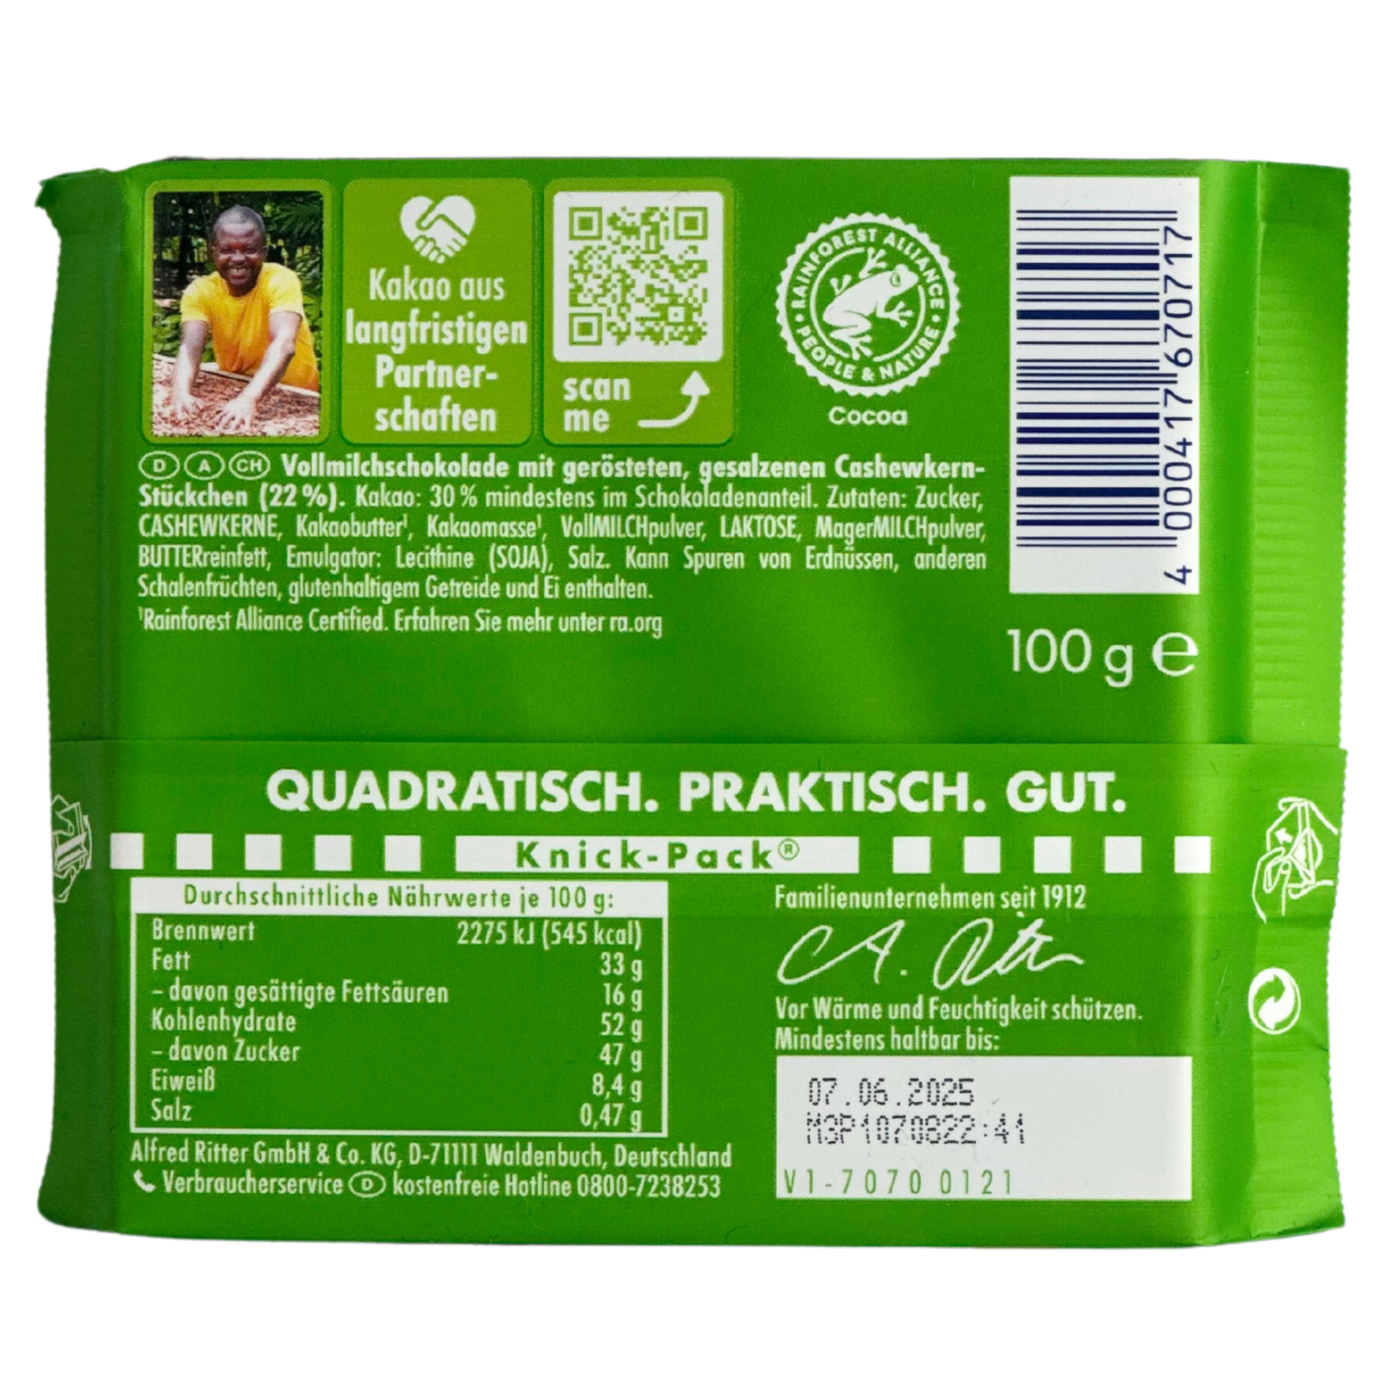 Kakao aus
langfristigen
Partner-
schaften
scan
me
RAINFOREST ALLIANCE
• PEOPLE & NATURE •
Cocoa
4 000417 670717
D A CH Vollmilchschokolade mit gerösteten, gesalzenen Cashewkern-
Stückchen (22 %). Kakao: 30 % mindestens im Schokoladenanteil. Zutaten: Zucker,
CASHEWKERNE, Kakaobutter¹, Kakaomasse¹, VollMILCHpulver, LAKTOSE, MagerMILCHpulver,
BUTTERreinfett, Emulgator: Lecithine (SOJA), Salz. Kann Spuren von Erdnüssen, anderen
Schalenfrüchten, glutenhaltigem Getreide und Ei enthalten.
¹Rainforest Alliance Certified. Erfahren Sie mehr unter ra.org
100 g ℮
QUADRATISCH. PRAKTISCH. GUT.
Knick-Pack®
Durchschnittliche Nährwerte je 100 g:
Brennwert 2275 kJ (545 kcal)
Fett 33 g
– davon gesättigte Fettsäuren 16 g
Kohlenhydrate 52 g
– davon Zucker 47 g
Eiweiß 8,4 g
Salz 0,47 g
Alfred Ritter GmbH & Co. KG, D-71111 Waldenbuch, Deutschland
Verbraucherservice D kostenfreie Hotline 0800-7238253
Familienunternehmen seit 1912
A. Ritter
Vor Wärme und Feuchtigkeit schützen.
Mindestens haltbar bis:
07.06.2025
M3P1070822:41
V1-7070 0121